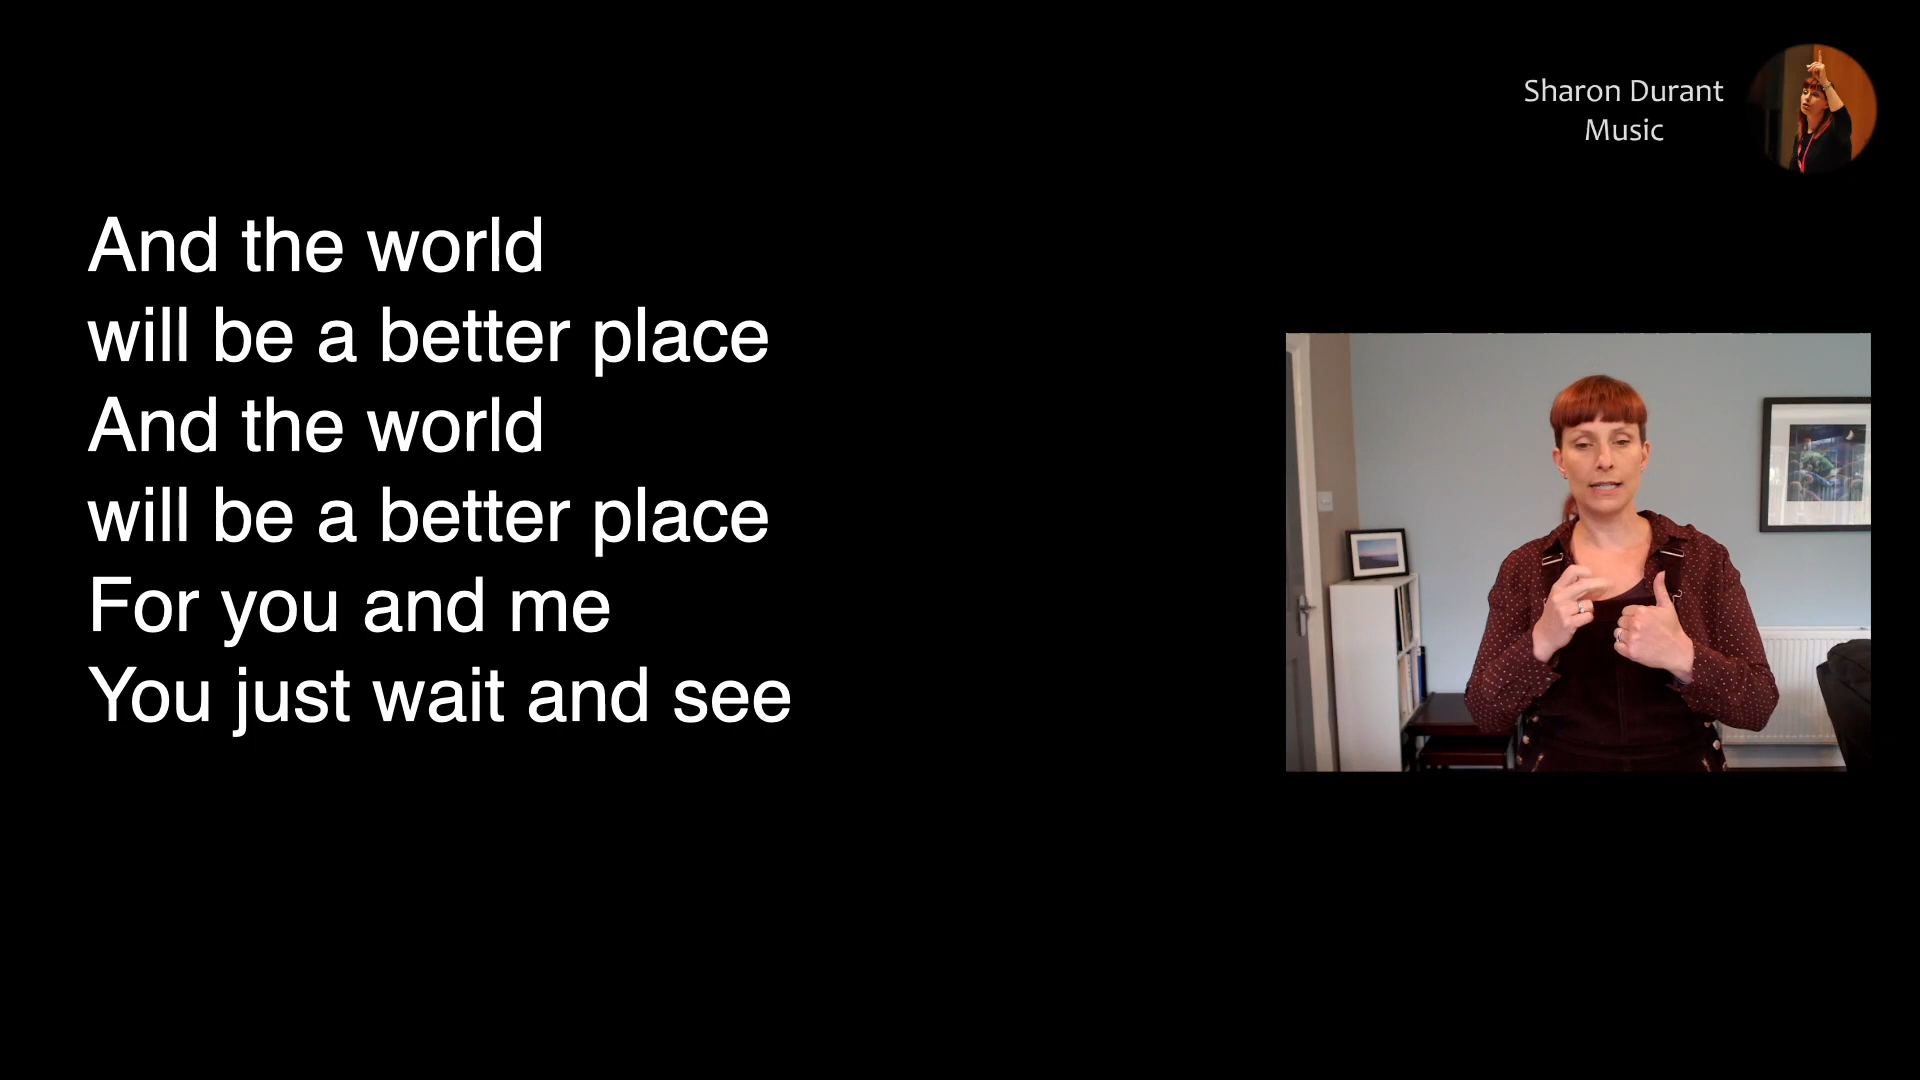 Sharon Durant
Music
And the world
will be a better place
And the world
will be a better place
For you and me
You just wait and see